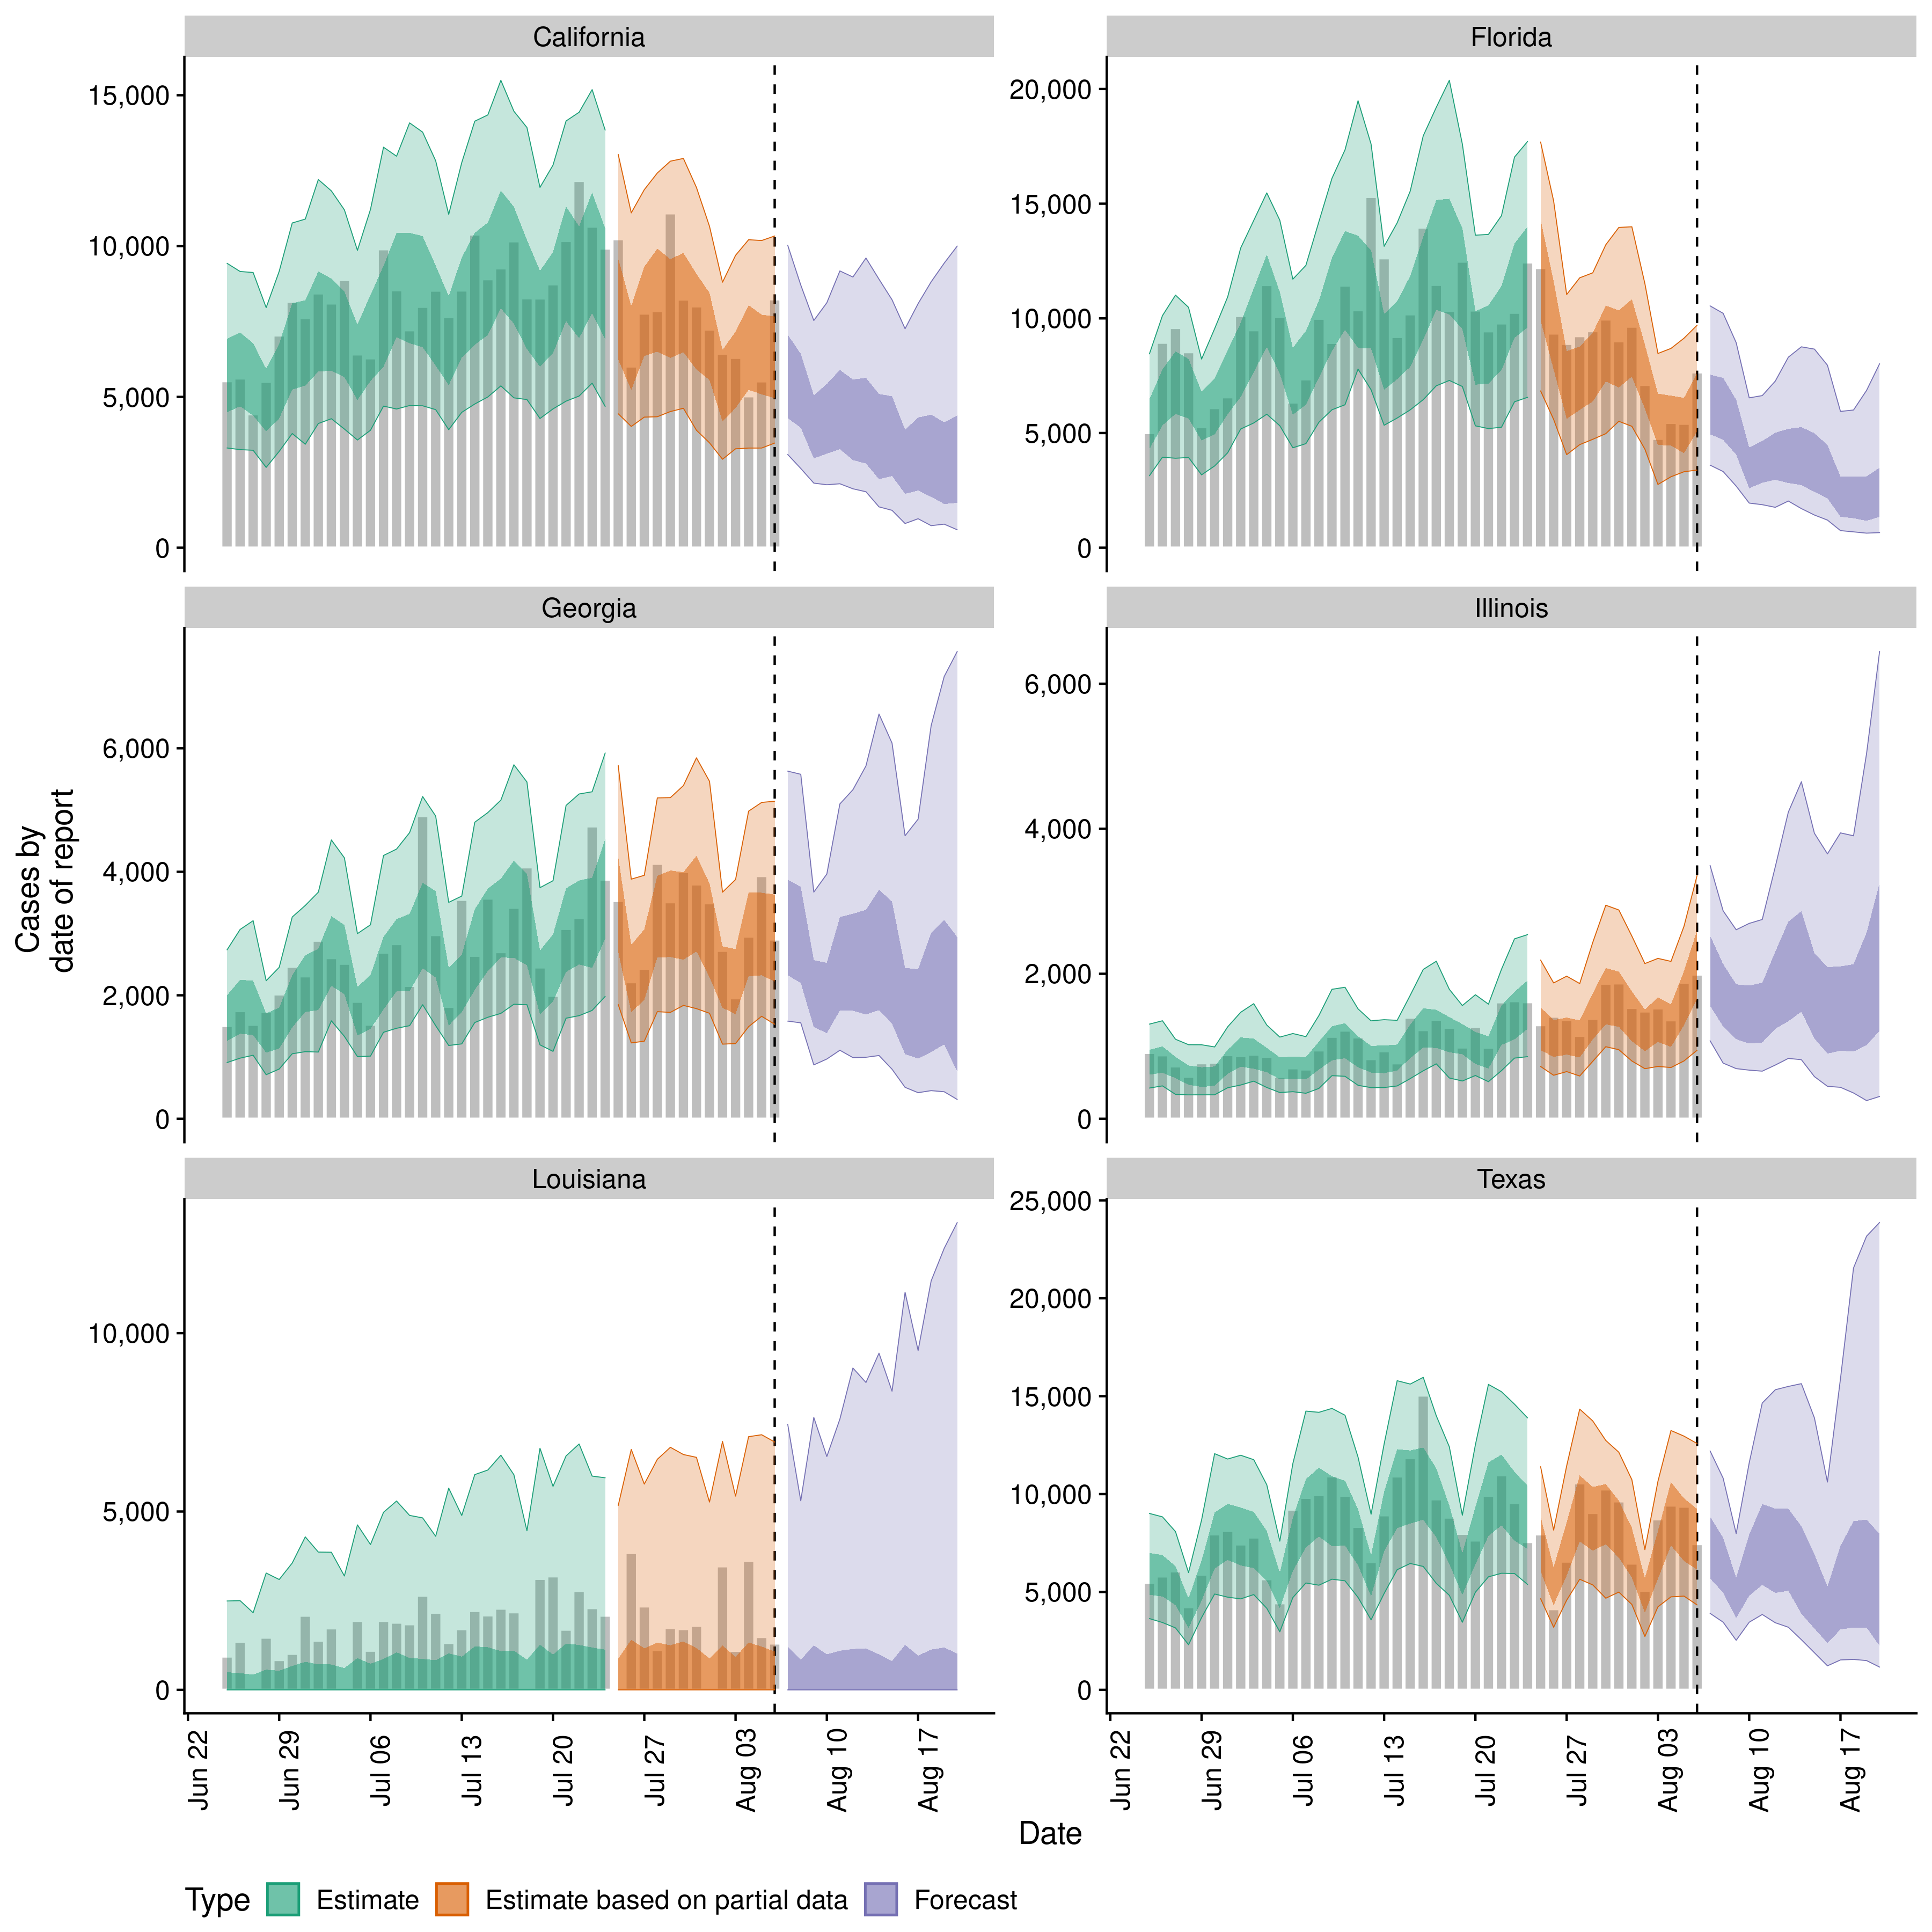 California
Florida
15,000
10,000
5,000
0
20,000
15,000
10,000
5,000
0
Georgia
Illinois
6,000
4,000
2,000
0
6,000
4,000
2,000
0
Cases by
date of report
Louisiana
Texas
10,000
5,000
0
25,000
20,000
15,000
10,000
5,000
0
Jun 22
Jun 29
Jul 06
Jul 13
Jul 20
Jul 27
Aug 03
Aug 10
Aug 17
Jun 22
Jun 29
Jul 06
Jul 13
Jul 20
Jul 27
Aug 03
Aug 10
Aug 17
Date
Type Estimate Estimate based on partial data Forecast